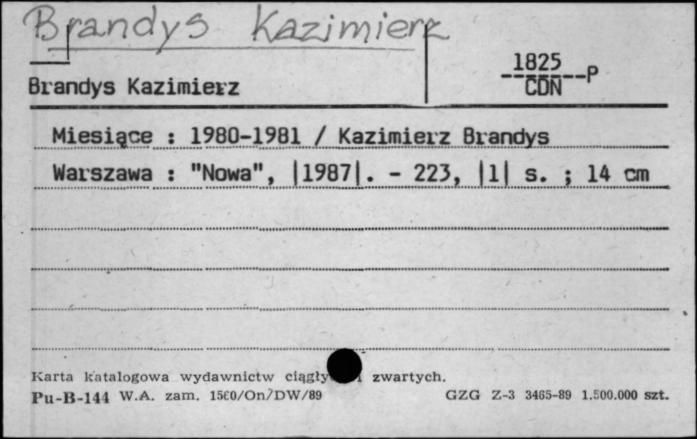 Brandys Kazimierz
1825
CDN
P
Brandys Kazimierz
Miesiące : 1980-1981 / Kazimierz Brandys
Warszawa : "Nowa", |1987|. - 223, |1| s. ; 14 cm
Karta katalogowa wydawnictw ciągły i zwartych.
Pu-B-144 W.A. zam. 1560/On/DW/89 GZG Z-3 3465-89 1.500.000 szt.